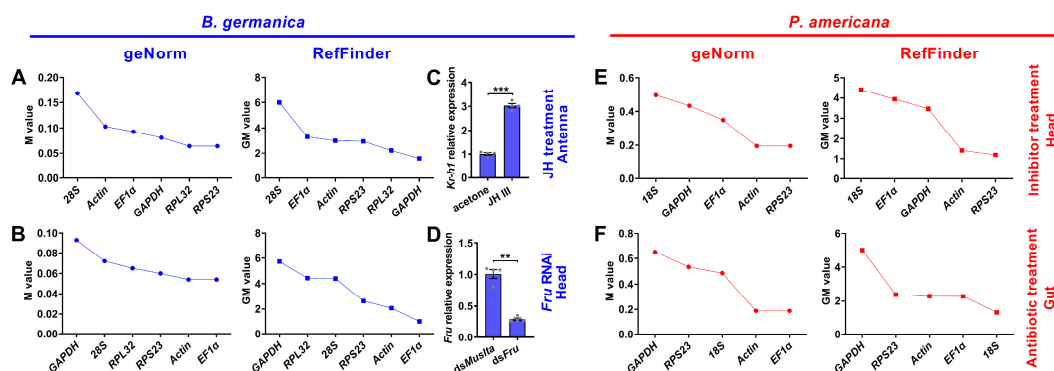 B. germanica
P. americana
geNorm
RefFinder
geNorm
RefFinder
A
M value
0.20
0.15
0.10
0.05
0.00
28S
Actin
EF1α
GAPDH
RPL32
RPS23
GM value
8
6
4
2
0
28S
EF1α
Actin
RPS23
RPL32
GAPDH
C
Kr-h1 relative expression
4
3
2
1
0
***
acetone
JH III
JH treatment
Antenna
E
M value
0.6
0.4
0.2
0.0
18S
GAPDH
EF1α
Actin
RPS23
GM value
5
4
3
2
1
0
18S
EF1α
GAPDH
Actin
RPS23
Inhibitor treatment
Head
B
M value
0.10
0.08
0.06
0.04
0.02
0.00
GAPDH
28S
RPL32
RPS23
Actin
EF1α
GM value
8
6
4
2
0
GAPDH
RPL32
28S
RPS23
Actin
EF1α
D
Fru relative expression
1.5
1.0
0.5
0.0
**
dsMuslta
dsFru
Fru RNAi
Head
F
M value
0.8
0.6
0.4
0.2
0.0
GAPDH
RPS23
18S
Actin
EF1α
GM value
6
4
2
0
GAPDH
RPS23
Actin
EF1α
18S
Antibiotic treatment
Gut